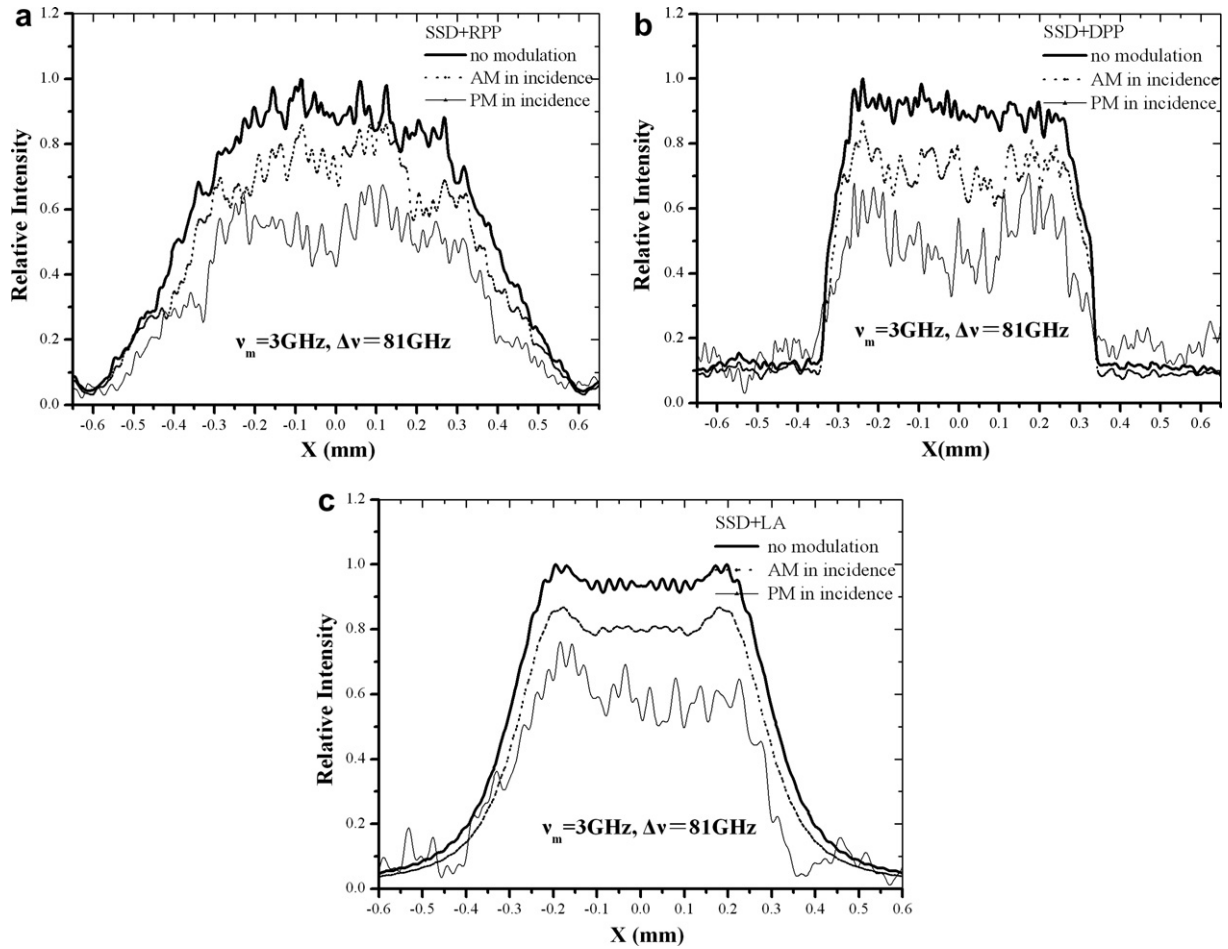 a
SSD+RPP
no modulation
AM in incidence
PM in incidence
Relative Intensity
1.2
1.0
0.8
0.6
0.4
0.2
0.0
νm=3GHz, Δν=81GHz
-0.6 -0.5 -0.4 -0.3 -0.2 -0.1 0.0 0.1 0.2 0.3 0.4 0.5 0.6
X (mm)
b
SSD+DPP
no modulation
AM in incidence
PM in incidence
Relative Intensity
1.2
1.0
0.8
0.6
0.4
0.2
0.0
νm=3GHz, Δν=81GHz
-0.6 -0.5 -0.4 -0.3 -0.2 -0.1 0.0 0.1 0.2 0.3 0.4 0.5 0.6
X(mm)
c
SSD+LA
no modulation
AM in incidence
PM in incidence
Relative Intensity
1.2
1.0
0.8
0.6
0.4
0.2
0.0
νm=3GHz, Δν=81GHz
-0.6 -0.5 -0.4 -0.3 -0.2 -0.1 0.0 0.1 0.2 0.3 0.4 0.5 0.6
X (mm)